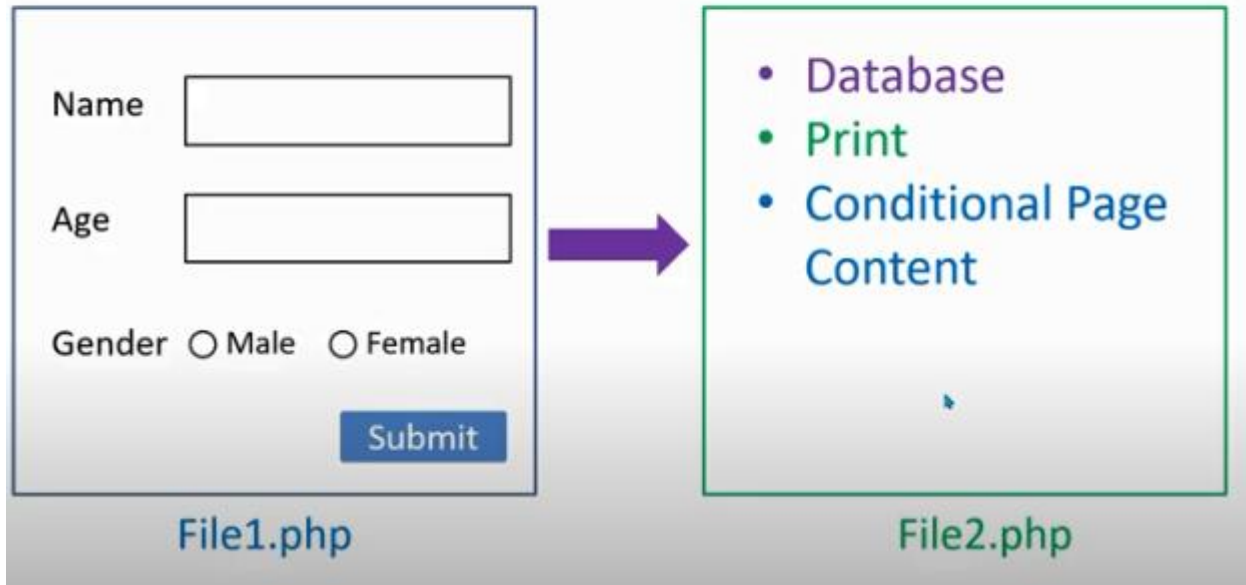 Name
Age
Gender Male Female
Submit
File1.php
• Database
• Print
• Conditional Page
Content
File2.php